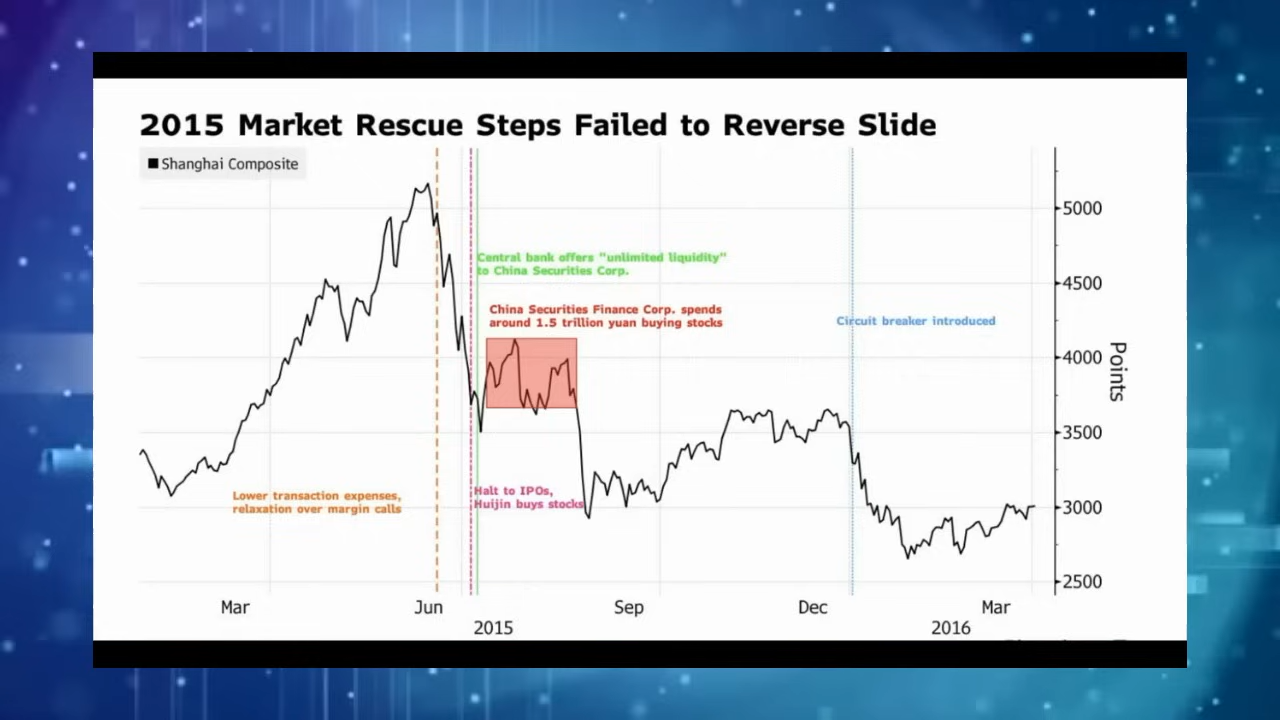 2015 Market Rescue Steps Failed to Reverse Slide
Shanghai Composite
5000
Central bank offers "unlimited liquidity"
to China Securities Corp.
4500
China Securities Finance Corp. spends
around 1.5 trillion yuan buying stocks
Circuit breaker introduced
4000
Points
3500
Lower transaction expenses,
relaxation over margin calls
Halt to IPOs,
Huijin buys stocks
3000
2500
Mar Jun Sep Dec Mar
2015 2016